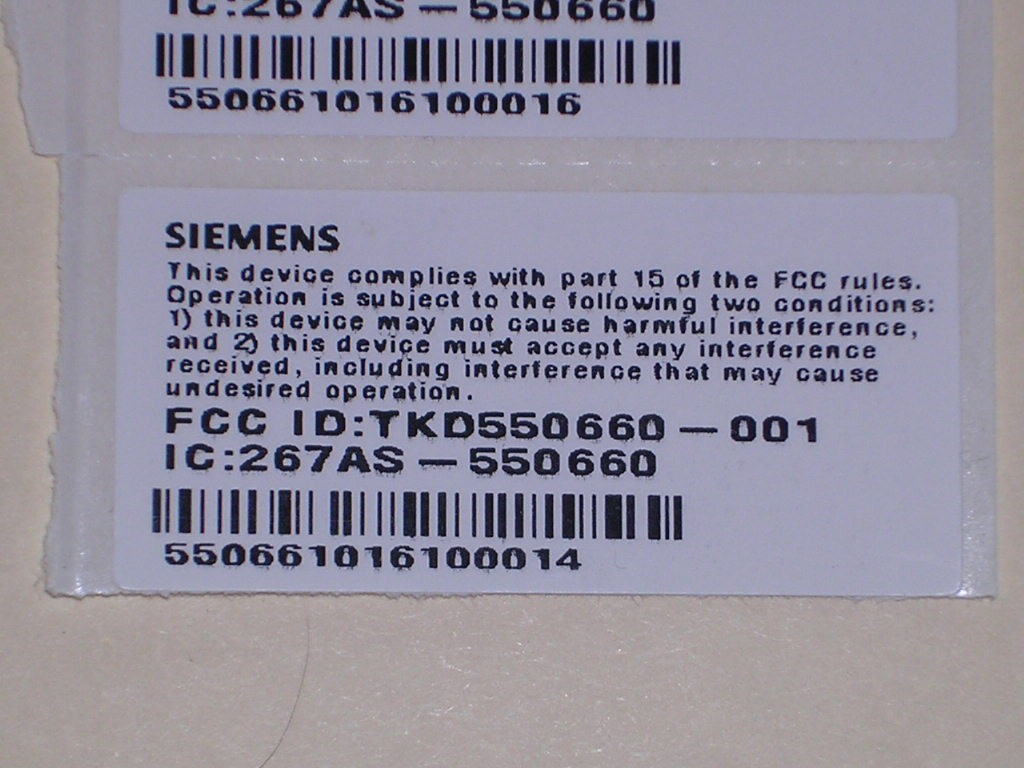 IC:267AS – 550660
550661016100016
SIEMENS
This device complies with part 15 of the FCC rules.
Operation is subject to the following two conditions:
1) this device may not cause harmful interference,
and 2) this device must accept any interference
received, including interference that may cause
undesired operation.
FCC ID:TKD550660 – 001
IC:267AS – 550660
550661016100014